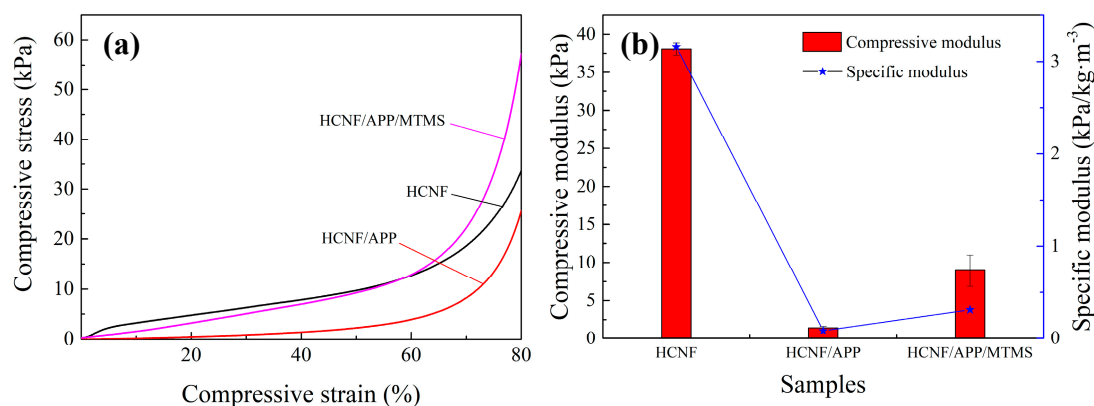 (a)
Compressive stress (kPa)
60
50
40
30
20
10
0
HCNF/APP/MTMS
HCNF
HCNF/APP
20
40
60
80
Compressive strain (%)
(b)
Compressive modulus (kPa)
40
35
30
25
20
15
10
5
0
Compressive modulus
Specific modulus
HCNF
HCNF/APP
HCNF/APP/MTMS
Samples
3
2
1
0
Specific modulus (kPa/kg·m⁻³)